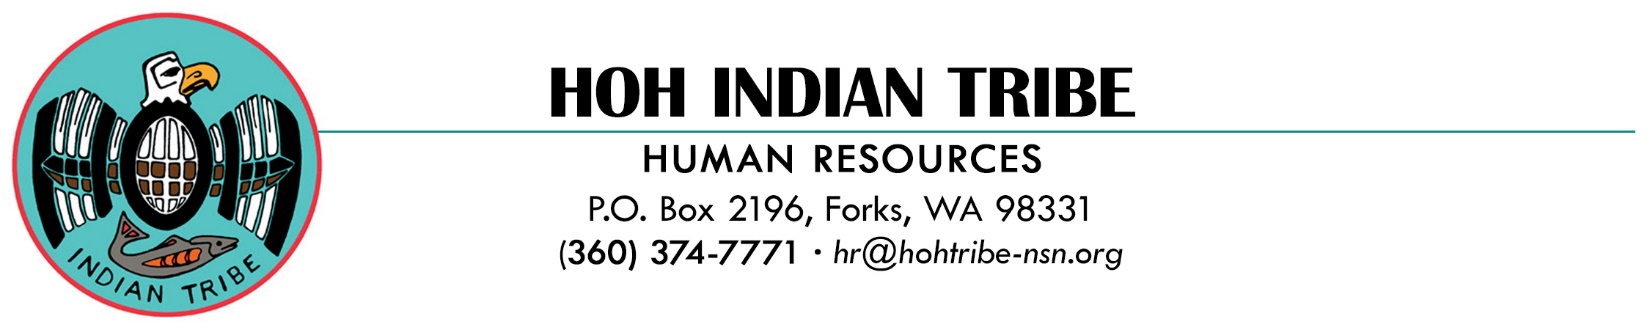 HOH INDIAN TRIBE
HUMAN RESOURCES
P.O. Box 2196, Forks, WA 98331
(360) 374-7771 · hr@hohtribe-nsn.org
HOH
INDIAN TRIBE